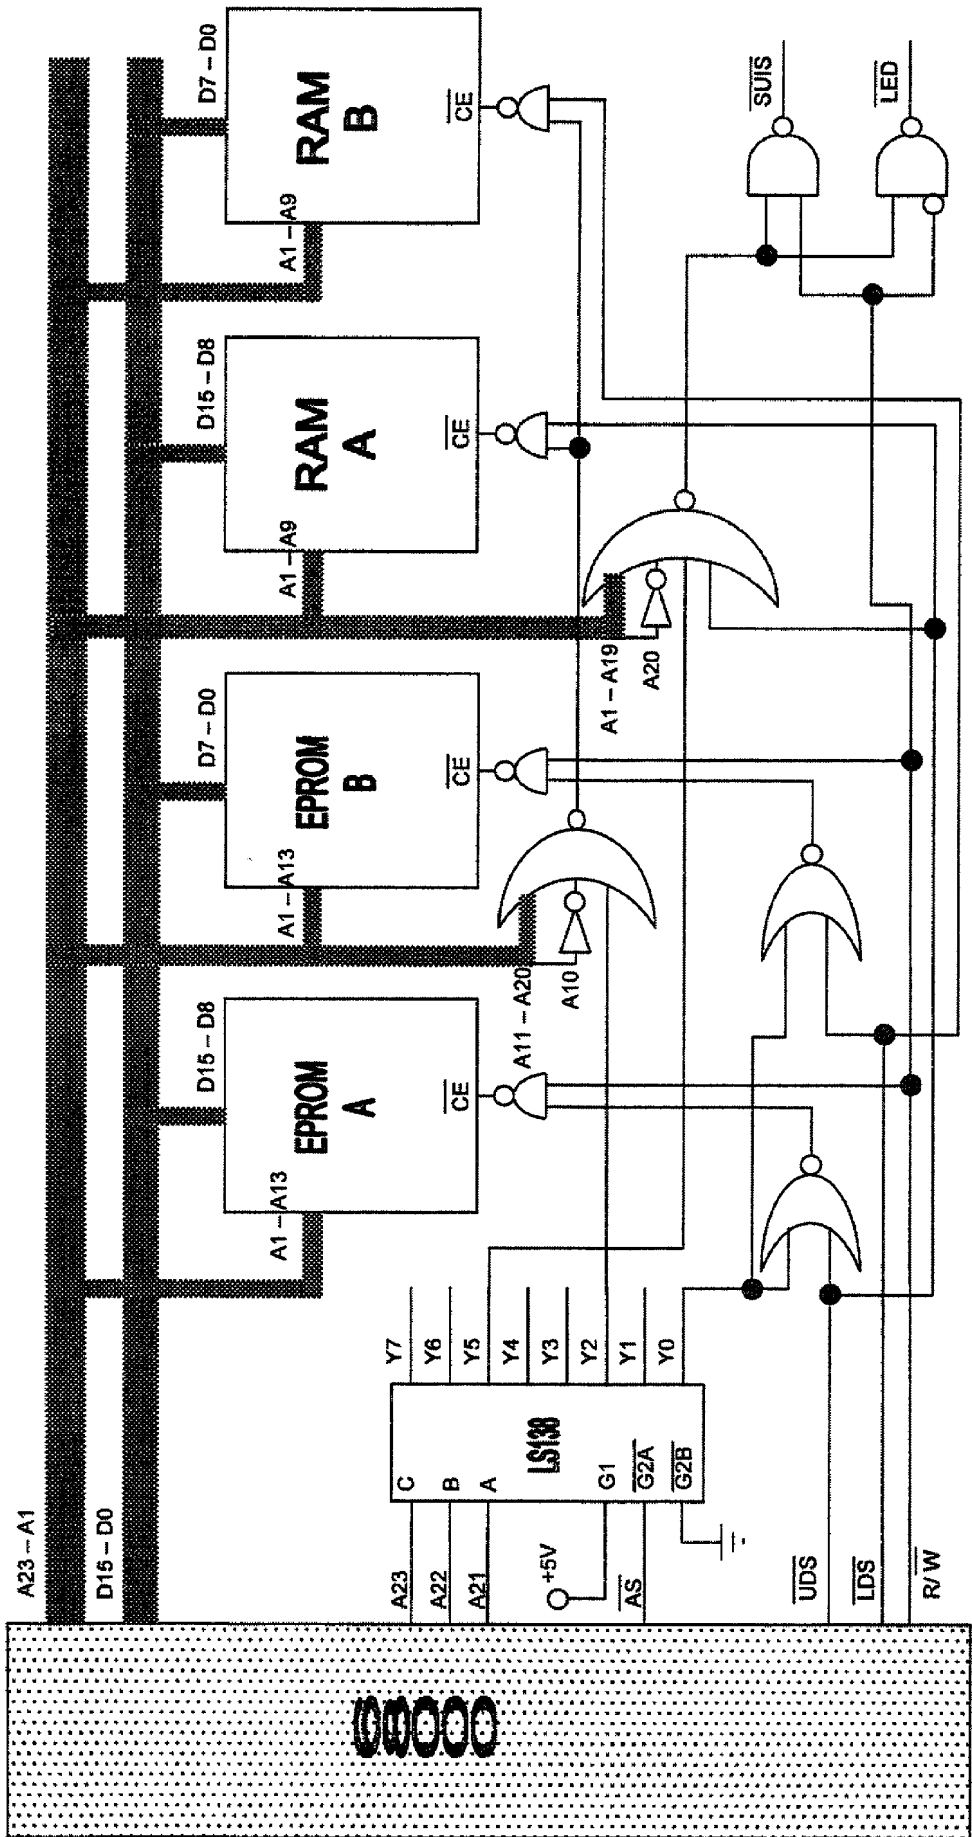 A23 – A1
D15 – D0
68000
A23
A22
A21
+5V
AS
UDS
LDS
R/W
C
B
A
LS138
G1
G2A
G2B
Y7
Y6
Y5
Y4
Y3
Y2
Y1
Y0
A1 – A13
D15 – D8
EPROM
A
CE
A11 – A20
A10
A1 – A13
D7 – D0
EPROM
B
CE
A1 – A19
A20
A1 – A9
D15 – D8
RAM
A
CE
A1 – A9
D7 – D0
RAM
B
CE
SUIS
LED